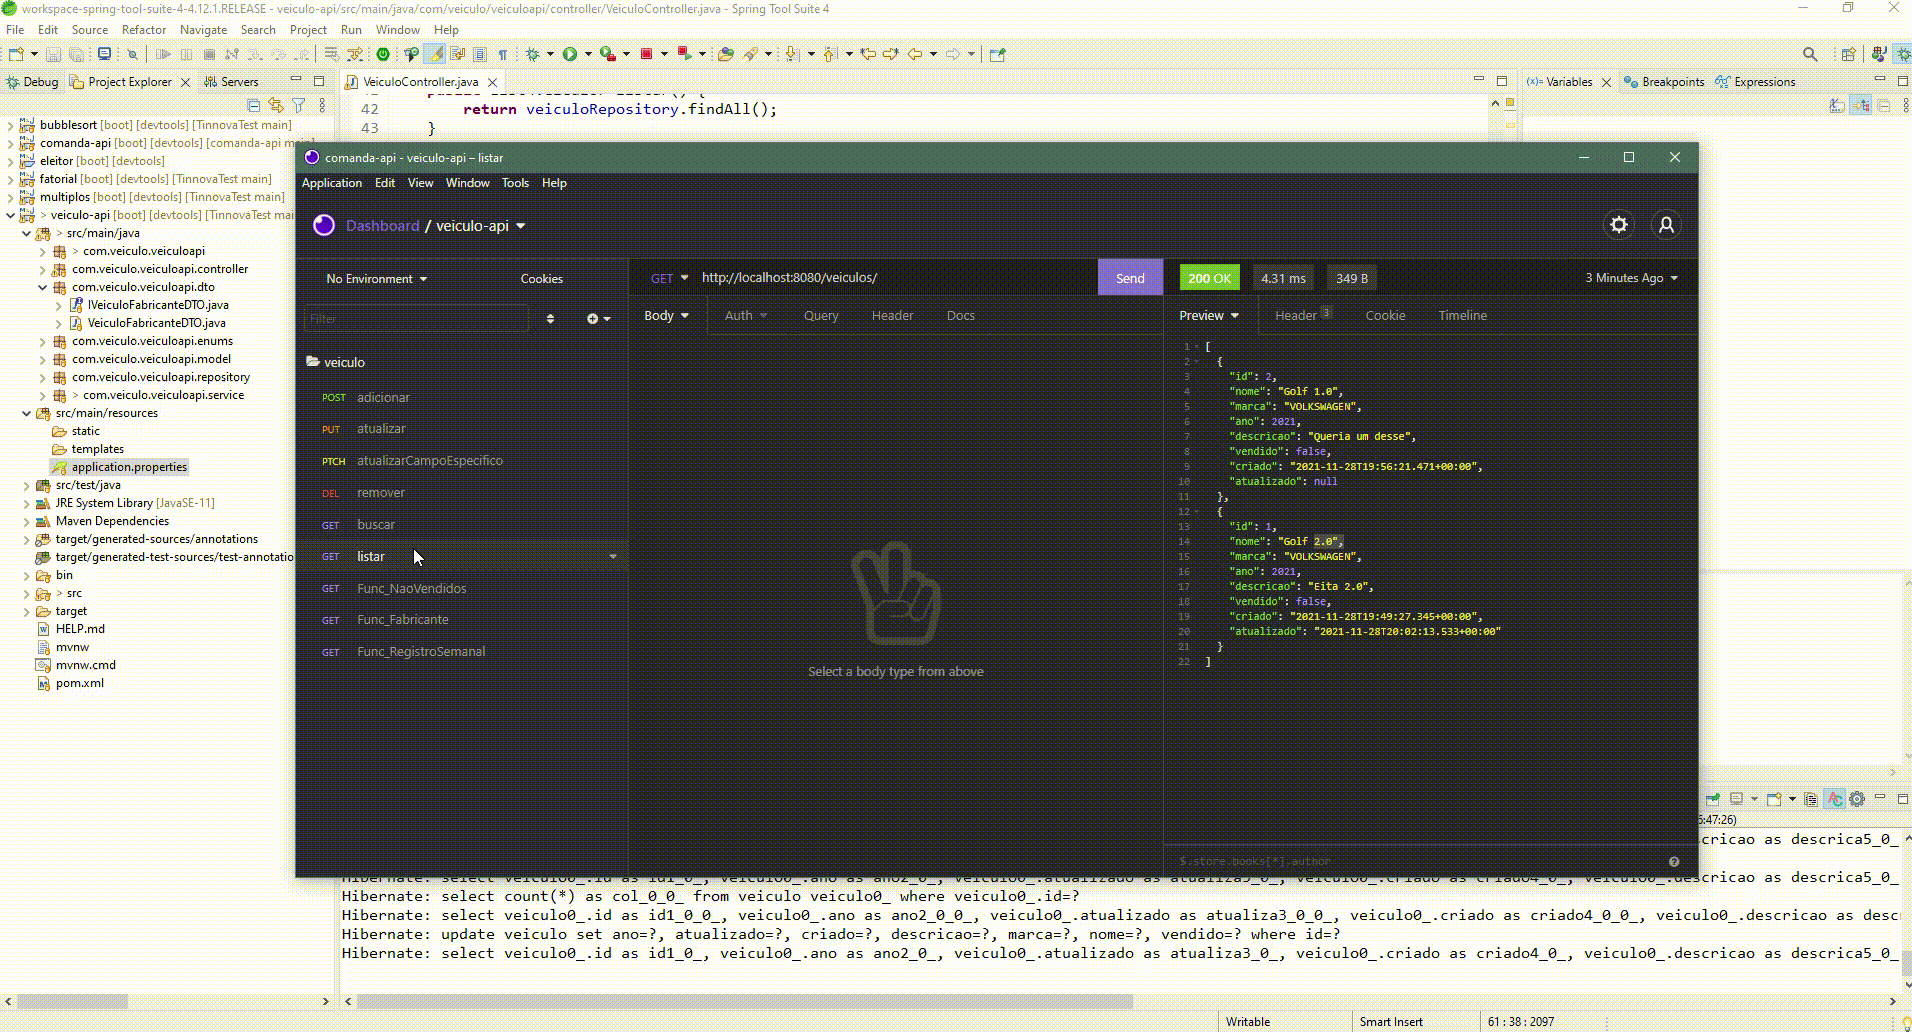 workspace-spring-tool-suite-4-4.12.1.RELEASE - veiculo-api/src/main/java/com/veiculo/veiculoapi/controller/VeiculoController.java - Spring Tool Suite 4
File Edit Source Refactor Navigate Search Project Run Window Help
Debug Project Explorer Servers
VeiculoController.java
(x)= Variables Breakpoints Expressions
42 return veiculoRepository.findAll();
43 }
bubblesort [boot] [devtools] [TinnovaTest main]
comanda-api [boot] [devtools] [comanda-api
eleitor [boot] [devtools]
fatorial [boot] [devtools] [TinnovaTest main]
multiplos [boot] [devtools] [TinnovaTest main]
> veiculo-api [boot] [devtools] [TinnovaTest mai
> src/main/java
> com.veiculo.veiculoapi
com.veiculo.veiculoapi.controller
com.veiculo.veiculoapi.dto
IVeiculoFabricanteDTO.java
VeiculoFabricanteDTO.java
com.veiculo.veiculoapi.enums
com.veiculo.veiculoapi.model
com.veiculo.veiculoapi.repository
> com.veiculo.veiculoapi.service
src/main/resources
static
templates
application.properties
src/test/java
JRE System Library [JavaSE-11]
Maven Dependencies
target/generated-sources/annotations
target/generated-test-sources/test-annotatio
bin
> src
target
HELP.md
mvnw
mvnw.cmd
pom.xml
comanda-api - veiculo-api – listar
Application Edit View Window Tools Help
Dashboard / veiculo-api
No Environment Cookies
Filter
veiculo
POST adicionar
PUT atualizar
PTCH atualizarCampoEspecifico
DEL remover
GET buscar
GET listar
GET Func_NaoVendidos
GET Func_Fabricante
GET Func_RegistroSemanal
GET http://localhost:8080/veiculos/ Send
Body Auth Query Header Docs
Select a body type from above
200 OK 4.31 ms 349 B 3 Minutes Ago
Preview Header 3 Cookie Timeline
1 [
2 {
3 "id": 2,
4 "nome": "Golf 1.0",
5 "marca": "VOLKSWAGEN",
6 "ano": 2021,
7 "descricao": "Queria um desse",
8 "vendido": false,
9 "criado": "2021-11-28T19:56:21.471+00:00",
10 "atualizado": null
11 },
12 {
13 "id": 1,
14 "nome": "Golf 2.0",
15 "marca": "VOLKSWAGEN",
16 "ano": 2021,
17 "descricao": "Eita 2.0",
18 "vendido": false,
19 "criado": "2021-11-28T19:49:27.345+00:00",
20 "atualizado": "2021-11-28T20:02:13.533+00:00"
21 }
22 ]
$.store.books[*].author
6:47:26)
cricao as descrica5_0_
Hibernate: select veiculo0_.id as id1_0_, veiculo0_.ano as ano2_0_, veiculo0_.atualizado as atualiza3_0_, veiculo0_.criado as criado4_0_, veiculo0_.descricao as descrica5_0_
Hibernate: select count(*) as col_0_0_ from veiculo veiculo0_ where veiculo0_.id=?
Hibernate: select veiculo0_.id as id1_0_0_, veiculo0_.ano as ano2_0_0_, veiculo0_.atualizado as atualiza3_0_0_, veiculo0_.criado as criado4_0_0_, veiculo0_.descricao as desc
Hibernate: update veiculo set ano=?, atualizado=?, criado=?, descricao=?, marca=?, nome=?, vendido=? where id=?
Hibernate: select veiculo0_.id as id1_0_, veiculo0_.ano as ano2_0_, veiculo0_.atualizado as atualiza3_0_, veiculo0_.criado as criado4_0_, veiculo0_.descricao as descrica5_0_
Writable Smart Insert 61 : 38 : 2097